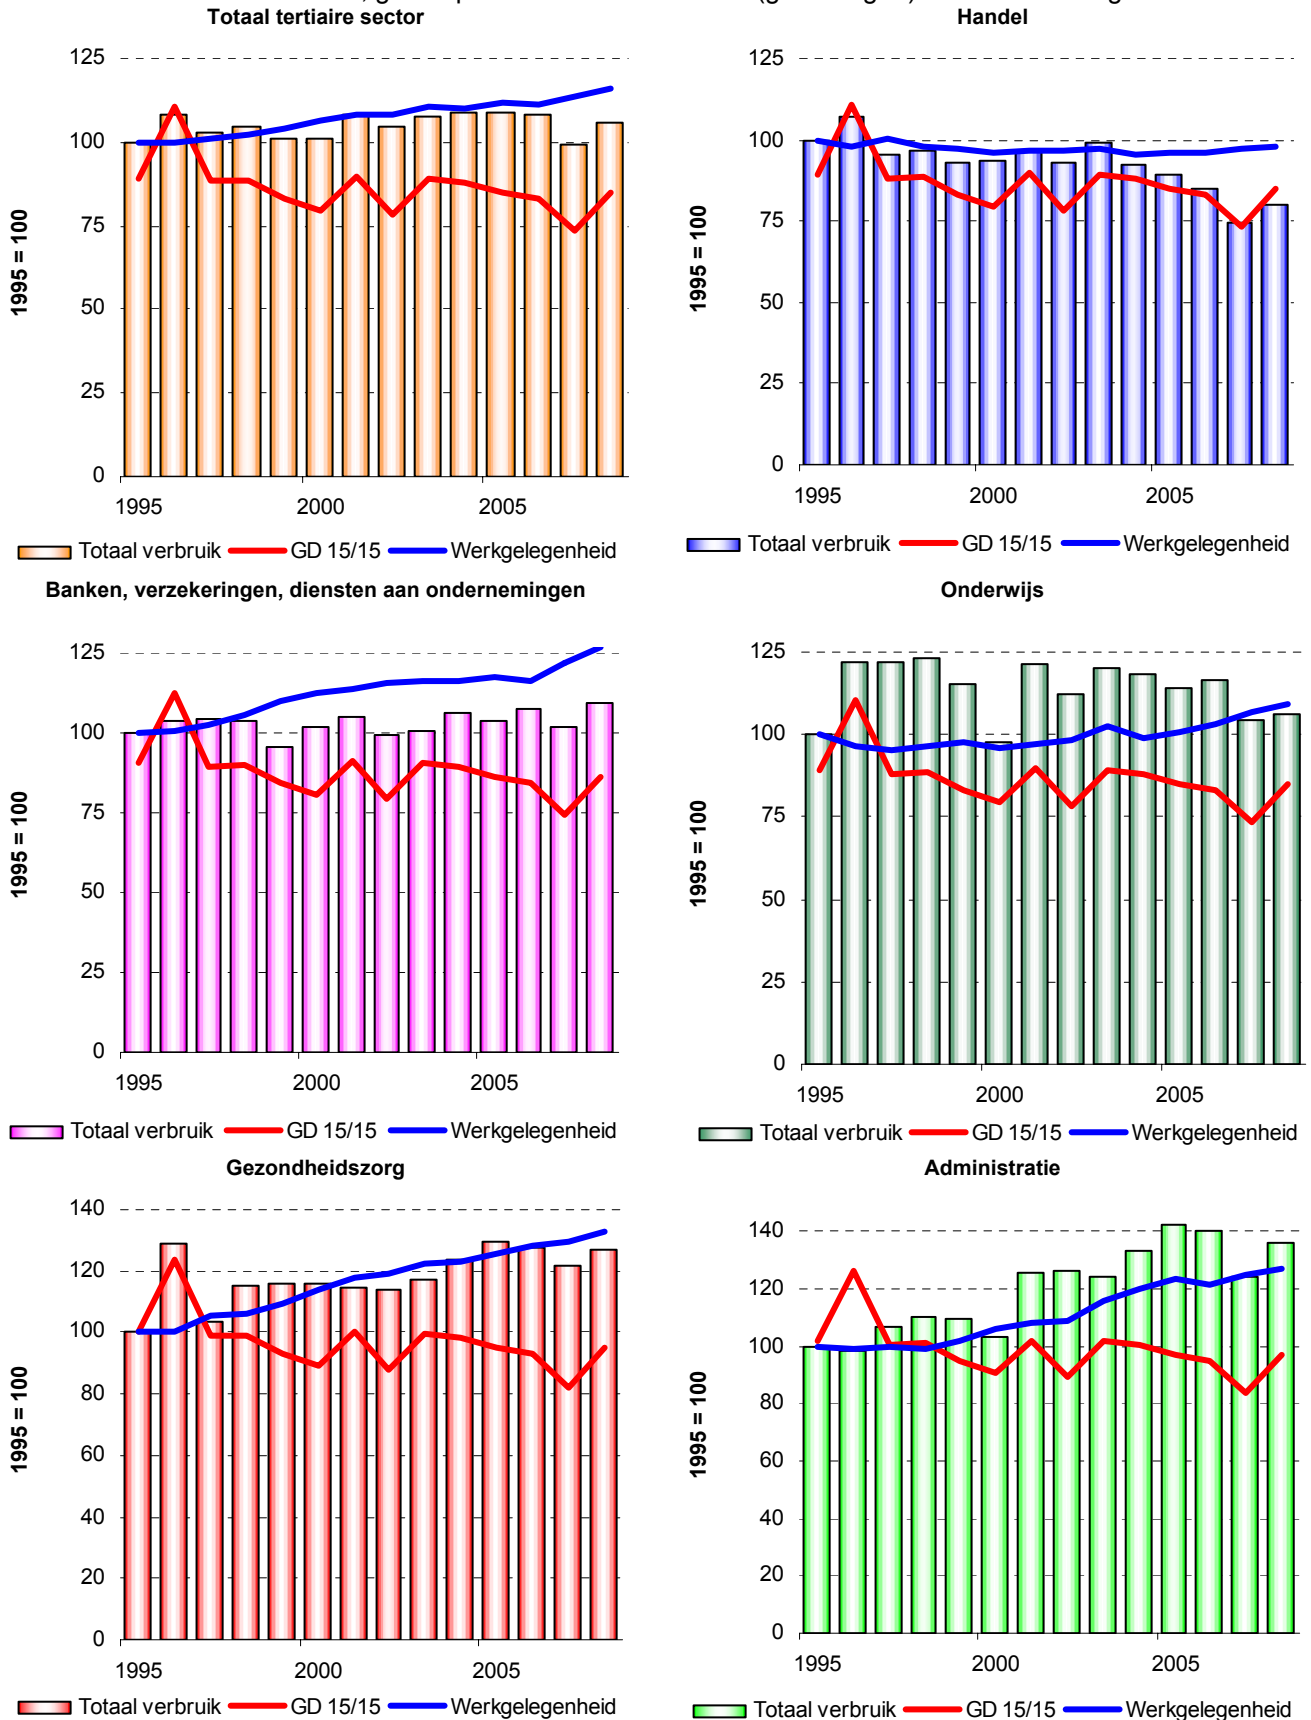 Totaal tertiaire sector
125
100
75
50
25
0
1995 = 100
1995
2000
2005
Totaal verbruik
GD 15/15
Werkgelegenheid
Handel
125
100
75
50
25
0
1995 = 100
1995
2000
2005
Totaal verbruik
GD 15/15
Werkgelegenheid
Banken, verzekeringen, diensten aan ondernemingen
125
100
75
50
25
0
1995 = 100
1995
2000
2005
Totaal verbruik
GD 15/15
Werkgelegenheid
Onderwijs
125
100
75
50
25
0
1995 = 100
1995
2000
2005
Totaal verbruik
GD 15/15
Werkgelegenheid
Gezondheidszorg
140
120
100
80
60
40
20
0
1995 = 100
1995
2000
2005
Totaal verbruik
GD 15/15
Werkgelegenheid
Administratie
140
120
100
80
60
40
20
0
1995 = 100
1995
2000
2005
Totaal verbruik
GD 15/15
Werkgelegenheid